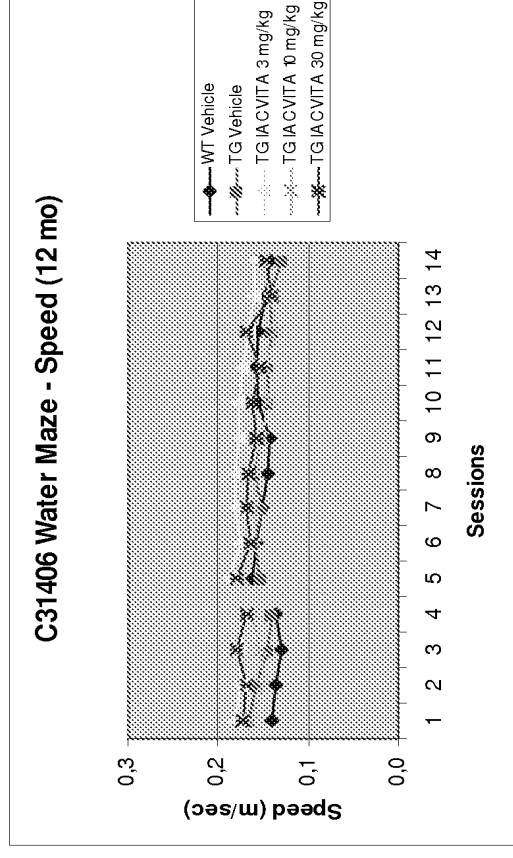 C31406 Water Maze - Speed (12 mo)
Speed (m/sec)
0,3
0,2
0,1
0,0
1 2 3 4 5 6 7 8 9 10 11 12 13 14
Sessions
WT Vehicle
TG Vehicle
TG IACVITA 3 mg/kg
TG IACVITA 10 mg/kg
TG IACVITA 30 mg/kg